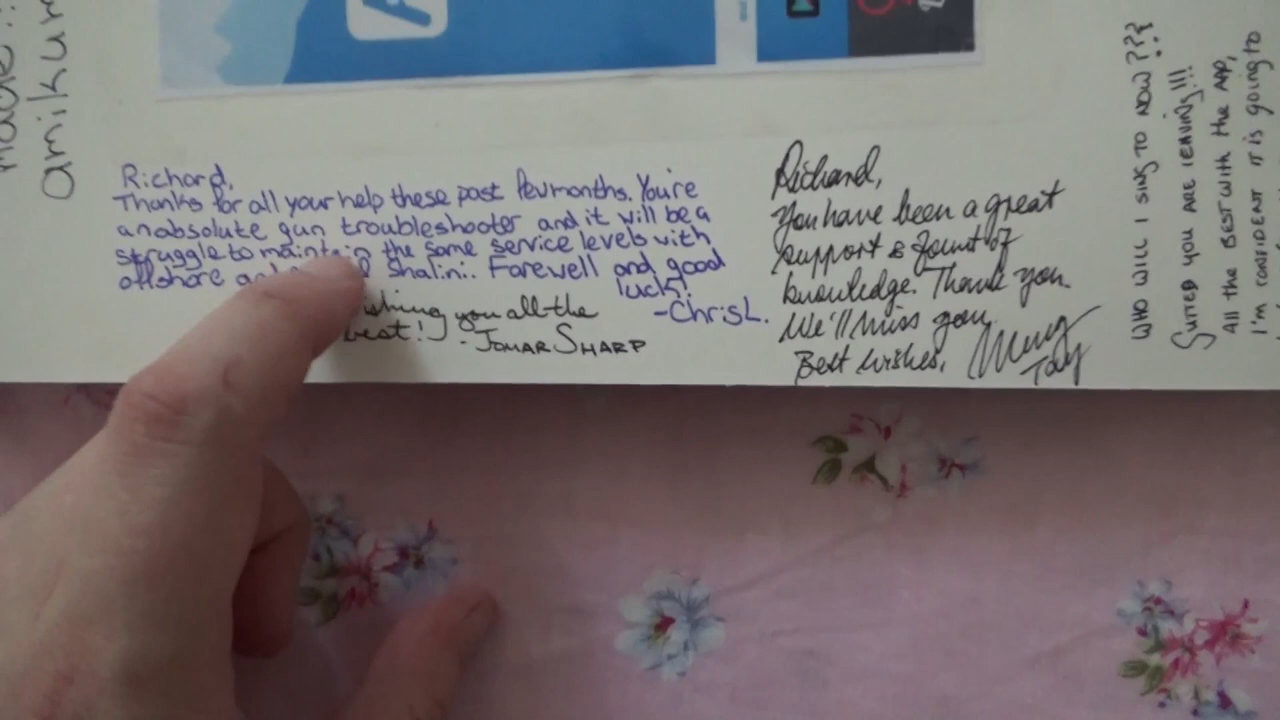 amikur
Richard,
Thanks for all your help these past few months. You're
an absolute gun troubleshooter and it will be a
struggle to maintain the same service levels with
offshore Shalini. Farewell and good
luck!
-Chris L.
you all the
best! - JOMAR SHARP
Richard,
You have been a great
support & fount of
knowledge. Thank you.
We'll miss you.
Best wishes,
Tay
WHO WILL I SING TO NOW???
YOU ARE LEAVING!!!
All the BEST WITH the APP,
I'm CONFIDENT IT IS going to